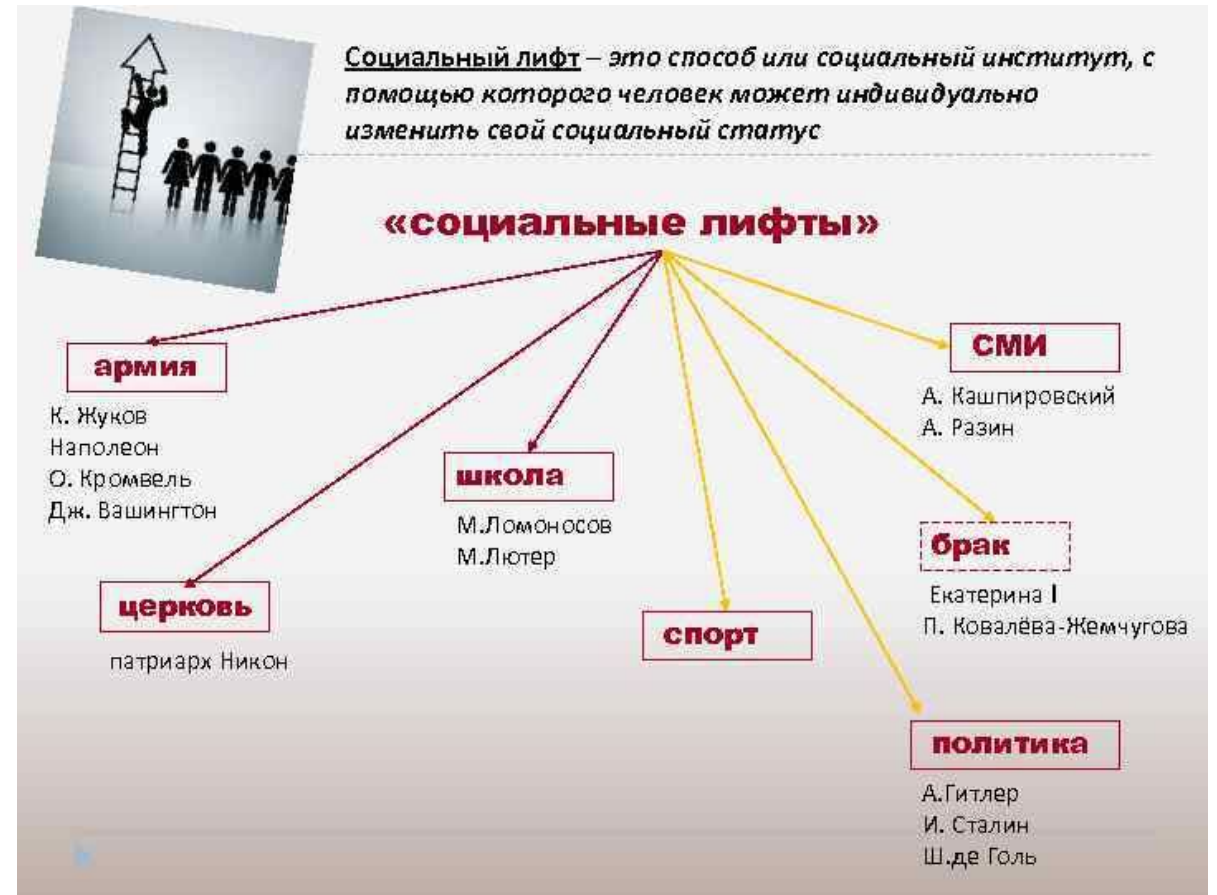 Социальный лифт – это способ или социальный институт, с
помощью которого человек может индивидуально
изменить свой социальный статус
«социальные лифты»
армия
К. Жуков
Наполеон
О. Кромвель
Дж. Вашингтон
церковь
патриарх Никон
школа
М.Ломоносов
М.Лютер
спорт
СМИ
А. Кашпировский
А. Разин
брак
Екатерина I
П. Ковалёва-Жемчугова
политика
А.Гитлер
И. Сталин
Ш.де Голь